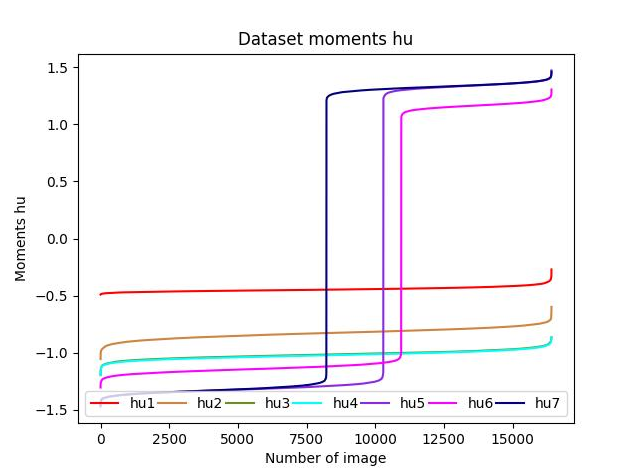 Dataset moments hu
Moments hu
1.5
1.0
0.5
0.0
−0.5
−1.0
−1.5
hu1 hu2 hu3 hu4 hu5 hu6 hu7
0 2500 5000 7500 10000 12500 15000
Number of image